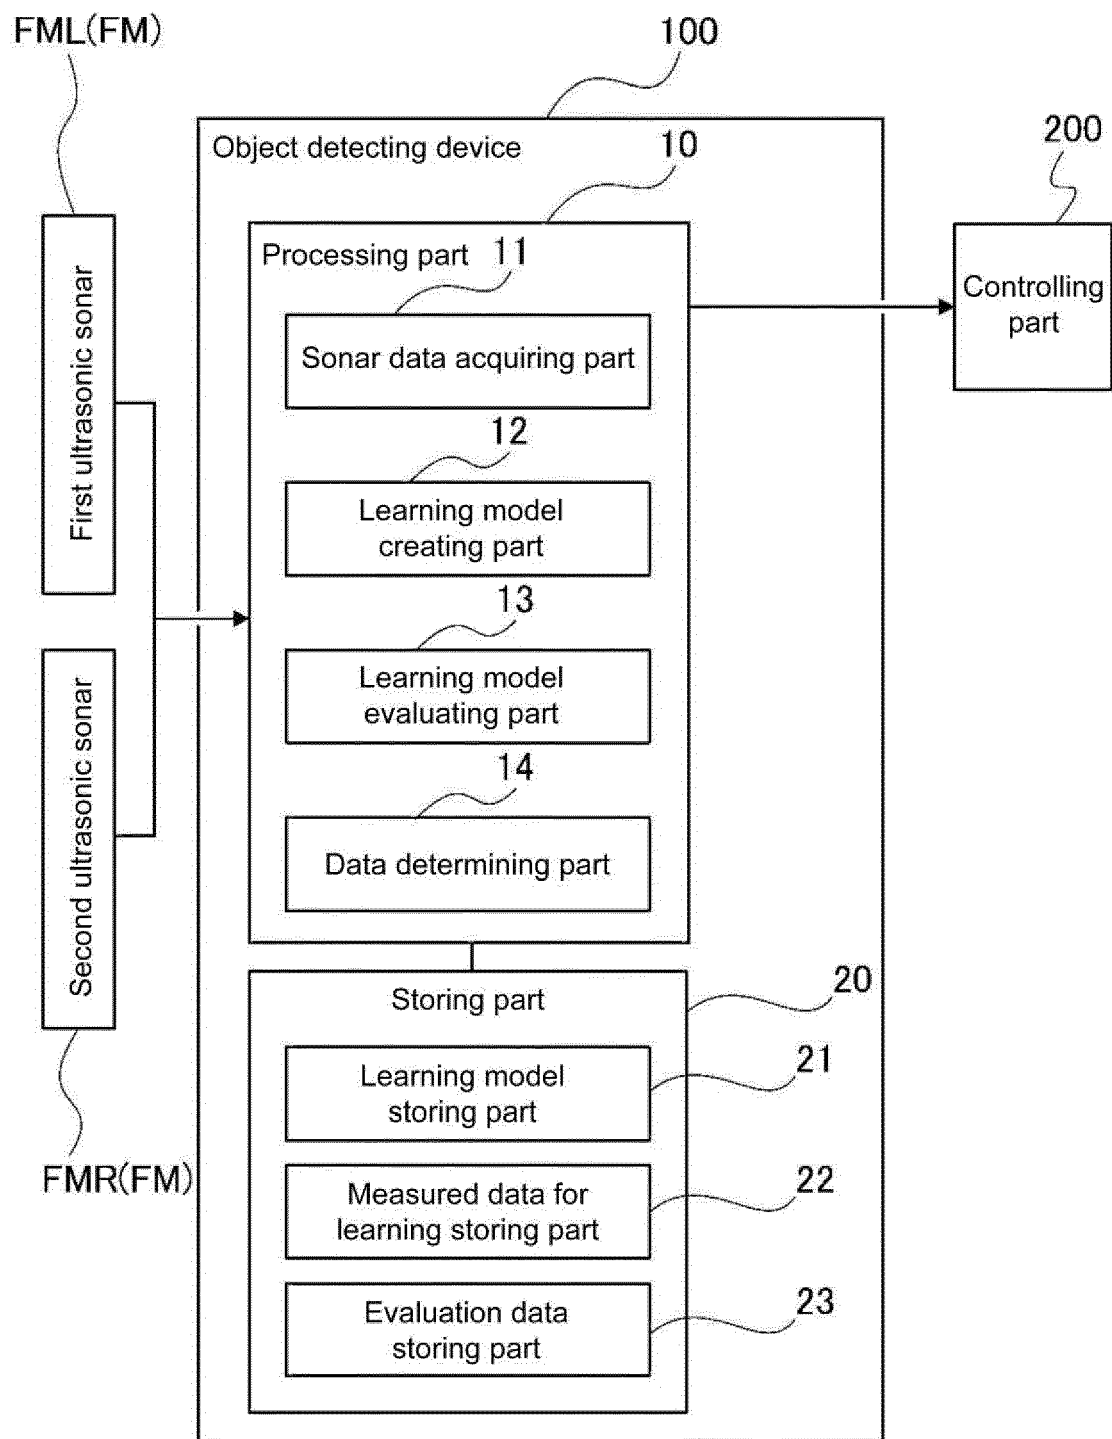 FML(FM)
100
200
Object detecting device
10
Processing part
11
Sonar data acquiring part
12
Learning model
creating part
13
Learning model
evaluating part
14
Data determining part
First ultrasonic sonar
Second ultrasonic sonar
FMR(FM)
Controlling
part
Storing part
20
Learning model
storing part
21
Measured data for
learning storing part
22
Evaluation data
storing part
23